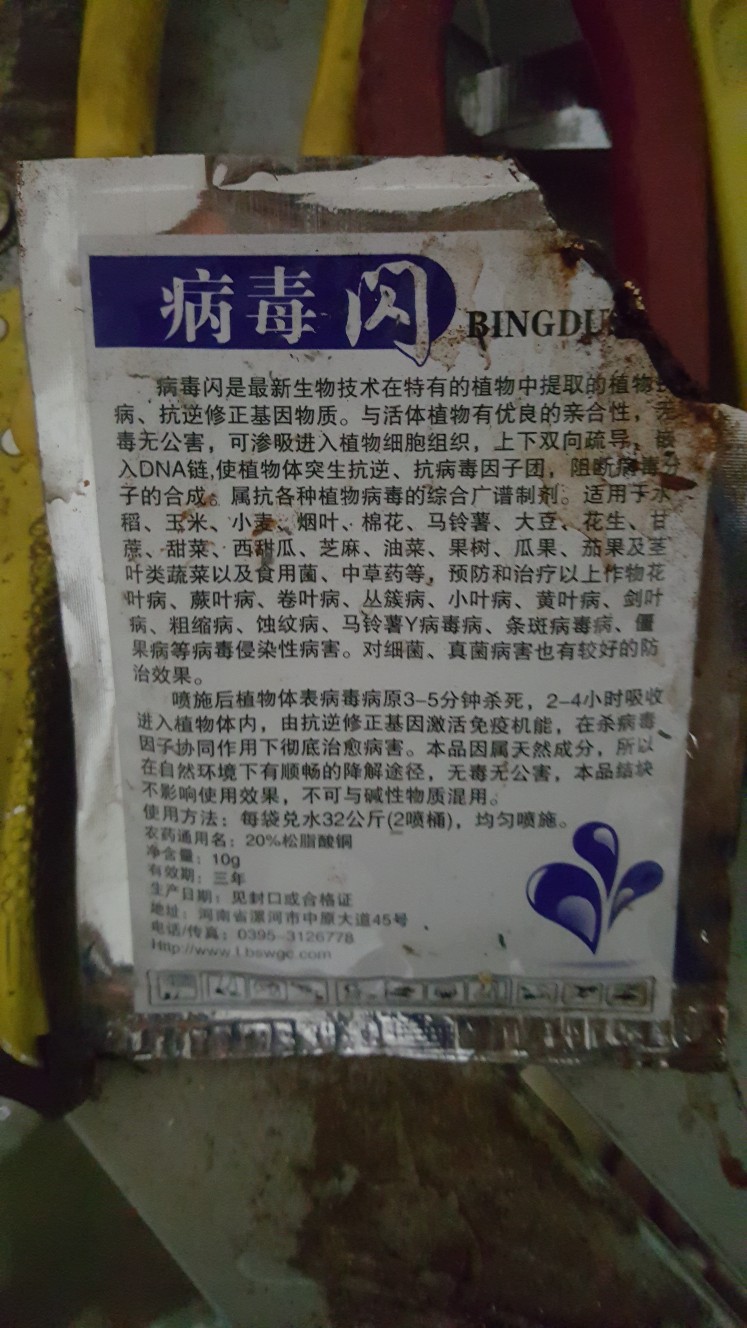 病毒闪 BINGDU
病毒闪是最新生物技术在特有的植物中提取的植物
病、抗逆修正基因物质。与活体植物有优良的亲合性，无
毒无公害，可渗吸进入植物细胞组织，上下双向疏导，嵌
入DNA链,使植物体突生抗逆、抗病毒因子团，阻断病毒分
子的合成。属抗各种植物病毒的综合广谱制剂。适用于水
稻、玉米、小麦、烟叶、棉花、马铃薯、大豆、花生、甘
蔗、甜菜、西甜瓜、芝麻、油菜、果树、瓜果、茄果及茎
叶类蔬菜以及食用菌、中草药等，预防和治疗以上作物花
叶病、蕨叶病、卷叶病、丛簇病、小叶病、黄叶病、剑叶
病、粗缩病、蚀纹病、马铃薯Y病毒病、条斑病毒病、僵
果病等病毒侵染性病害。对细菌、真菌病害也有较好的防
治效果。
喷施后植物体表病毒病原3-5分钟杀死，2-4小时吸收
进入植物体内，由抗逆修正基因激活免疫机能，在杀病毒
因子协同作用下彻底治愈病害。本品因属天然成分，所以
在自然环境下有顺畅的降解途径，无毒无公害，本品结块
不影响使用效果，不可与碱性物质混用。
使用方法：每袋兑水32公斤(2喷桶)，均匀喷施。
农药通用名：20%松脂酸铜
净含量：10g
有效期：三年
生产日期：见封口或合格证
地址：河南省漯河市中原大道45号
电话/传真：0395-3126778
Http://www.l bswgc.com